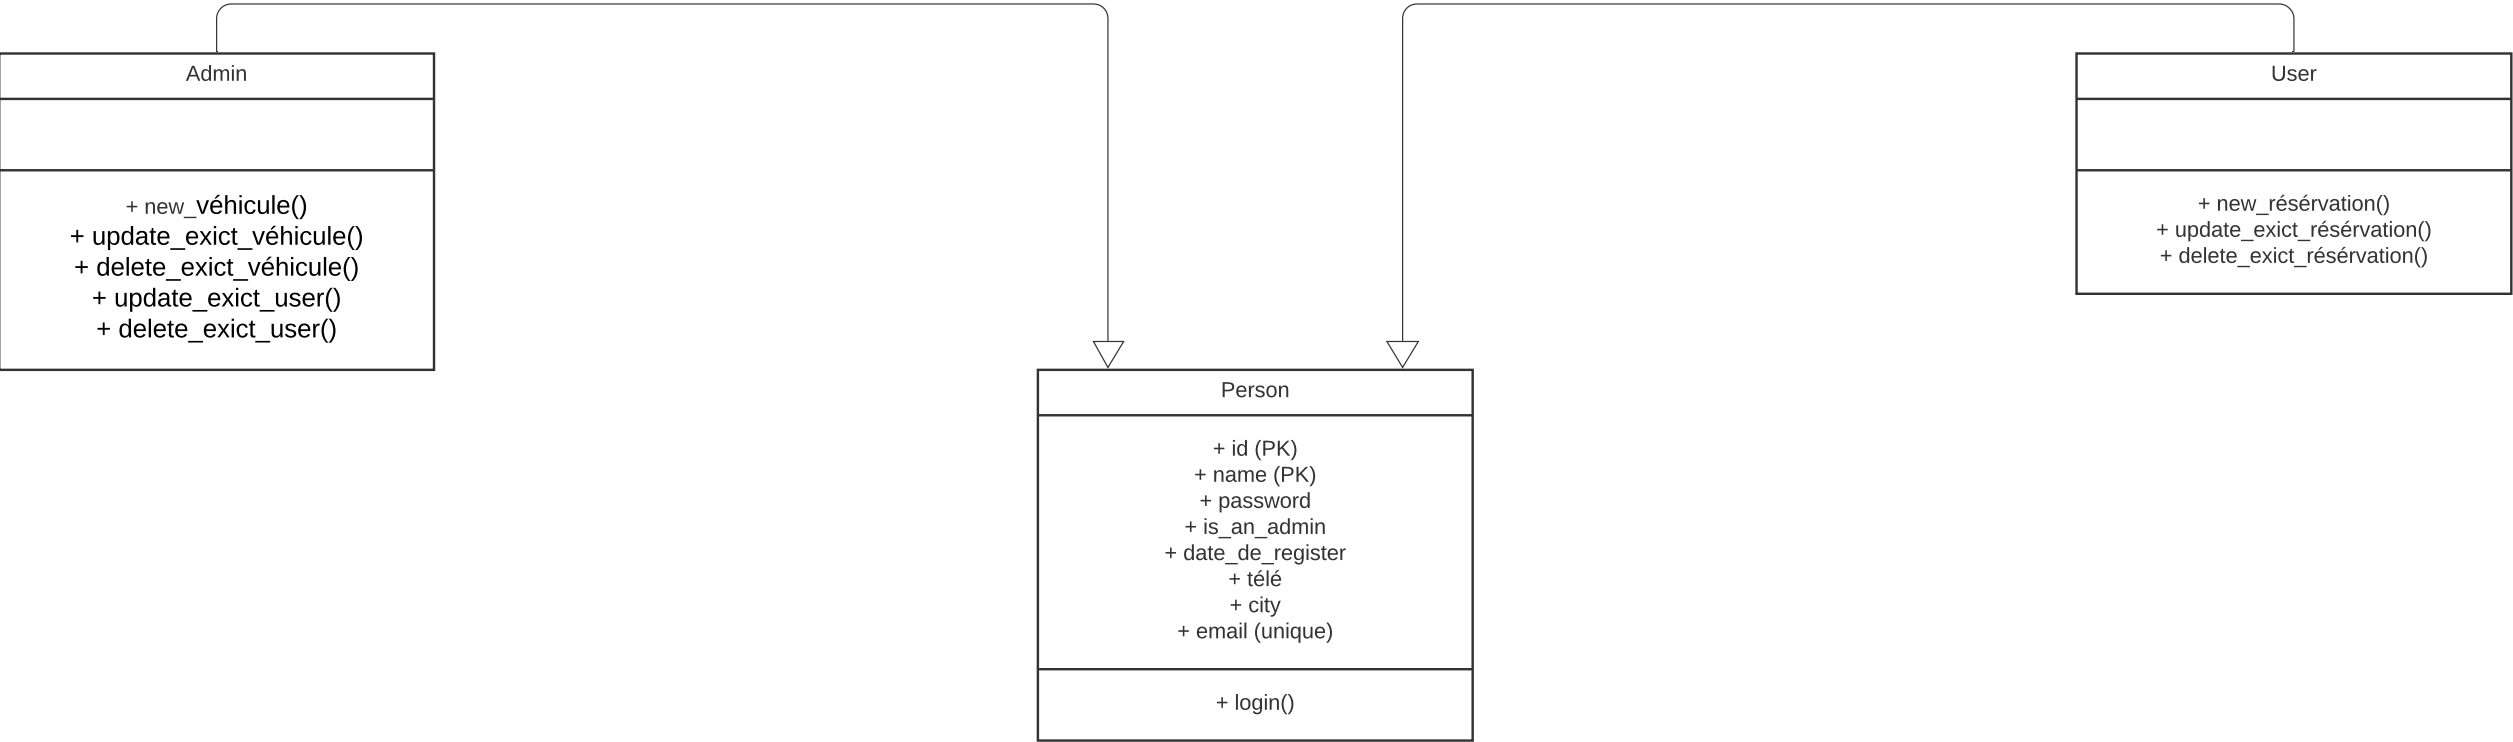 Admin
+ new_véhicule()
+ update_exict_véhicule()
+ delete_exict_véhicule()
+ update_exict_user()
+ delete_exict_user()
User
+ new_résérvation()
+ update_exict_résérvation()
+ delete_exict_résérvation()
Person
+ id (PK)
+ name (PK)
+ password
+ is_an_admin
+ date_de_register
+ télé
+ city
+ email (unique)
+ login()